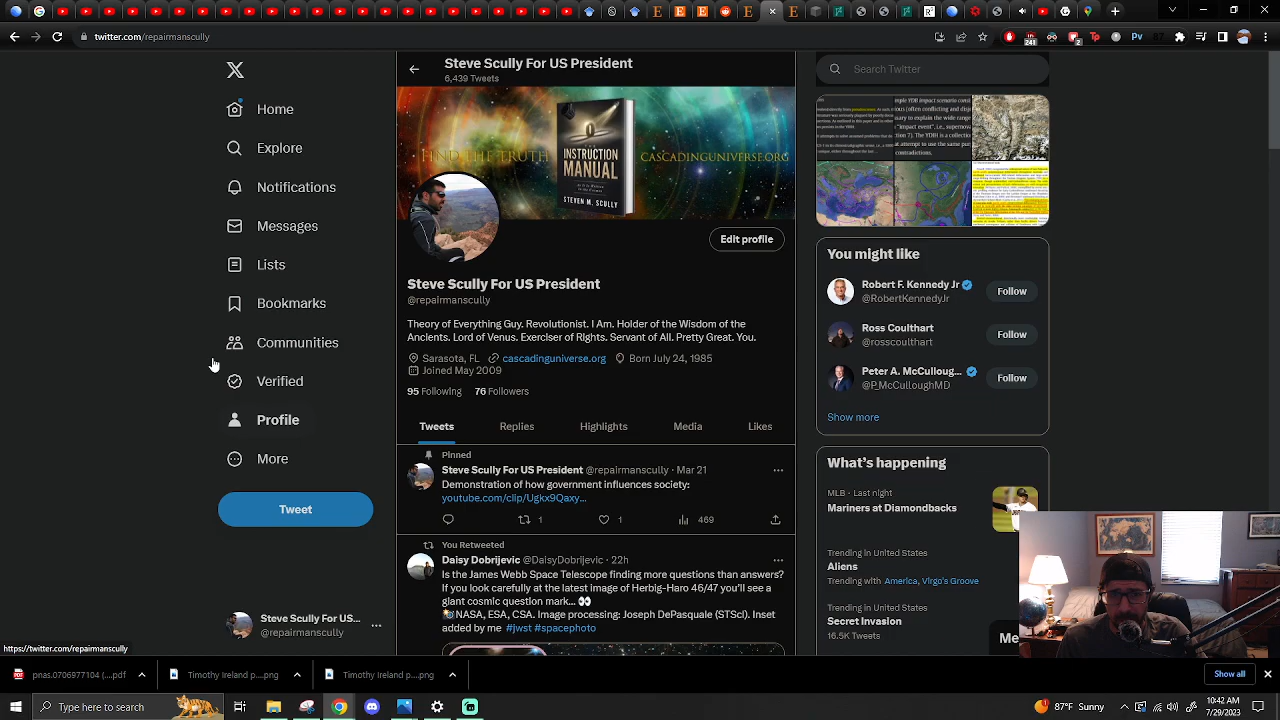 twitter.com/repairmanscully
241
2
Home
Explore
Notifications
Lists
Bookmarks
Communities
Verified
Profile
More
Tweet
Steve Scully For US...
@repairmanscully
Steve Scully For US President
6,439 Tweets
FIND THE TRUTH
INSTRUCTION
MANUAL
STEVEN M. SCULLY
CASCADINGUNIVERSE.ORG
Edit profile
Steve Scully For US President
@repairmanscully
Theory of Everything Guy. Revolutionist. I Am. Holder of the Wisdom of the
Ancients. Lord of Venus. Exerciser of Rights. Servant of All. Pretty Great. You.
Sarasota, FL cascadinguniverse.org Born July 24, 1985
Joined May 2009
95 Following 76 Followers
Tweets Replies Highlights Media Likes
Pinned
Steve Scully For US President @repairmanscully · Mar 21
Demonstration of how government influences society:
youtube.com/clip/Ugkx9Qaxy...
1 1 469
You Retweeted
Daisy Dobrijevic @DaisyDobrijevic · 22h
Is the James Webb Space Telescope finding more questions than answers?
If you look carefully at the latest image of Herbig-Haro 46/47 you'll see a
giant cosmic question mark...
NASA, ESA, CSA. Image processing: Joseph DePasquale (STScI). Inset
added by me #jwst #spacephoto
Search Twitter
"impact event", i.e., supernova
contradictions.
You might like
Robert F. Kennedy Jr
@RobertKennedyJr
Follow
Ross Coulthart
@rosscoulthart
Follow
Peter A. McCulloug...
@P_McCulloughMD
Follow
Show more
What's happening
MLB · Last night
Mariners at Diamondbacks
Trending in United States
Aliens
Trending with America, Virgo's Groove
Trending in United States
Secret Invasion
16.5K Tweets
https://twitter.com/repairmanscully
pnas.0706977104 (....pdf
Timothy Ireland p....png
Timothy Ireland p....png
Show all
Type here to search
87°F Sunny
10:42 AM
7/29/2023